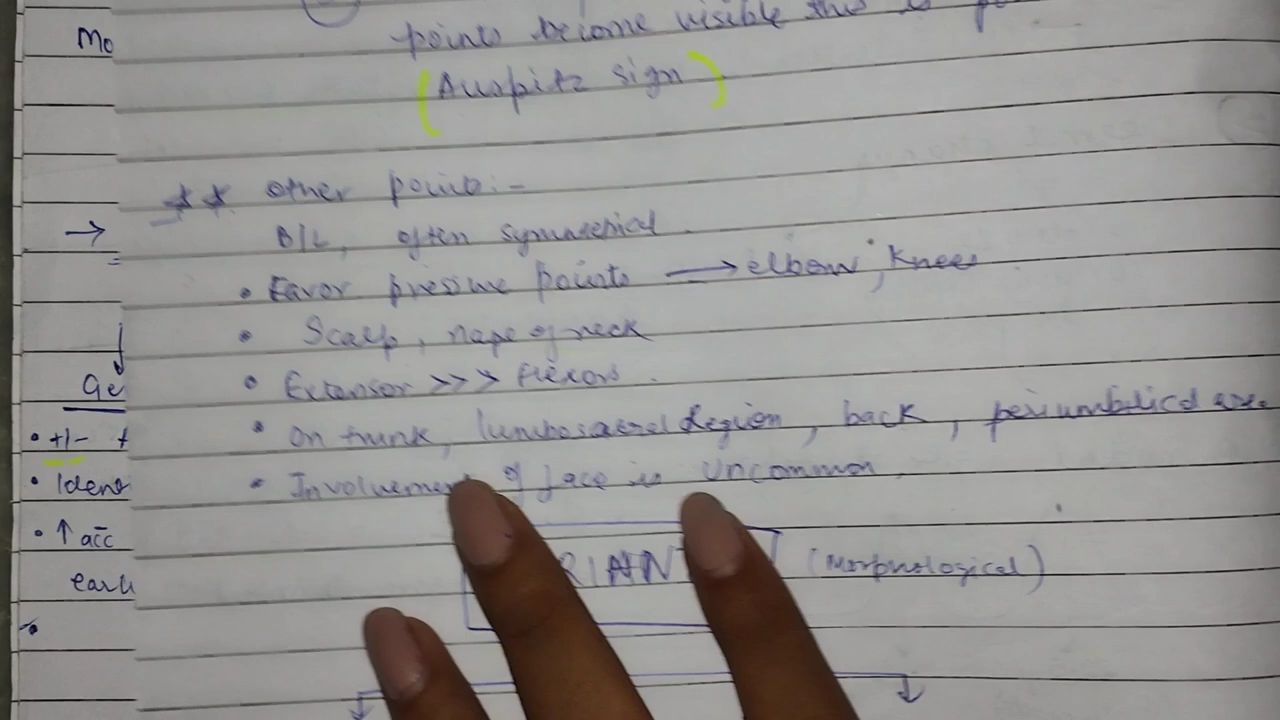 Mo
points become visible this is
(Auspitz sign)
** Other points:-
→ B/L, often symmetrical.
• Favor pressure points → elbow, knees
• Scalp, nape of neck
• Extensor >>> Flexors.
Ge
• On trunk, lumbosacral Region, back, periumbilical area
• +/- t
• Involvement of face is uncommon.
• Iden
• ↑ acc
(Morphological)
earl